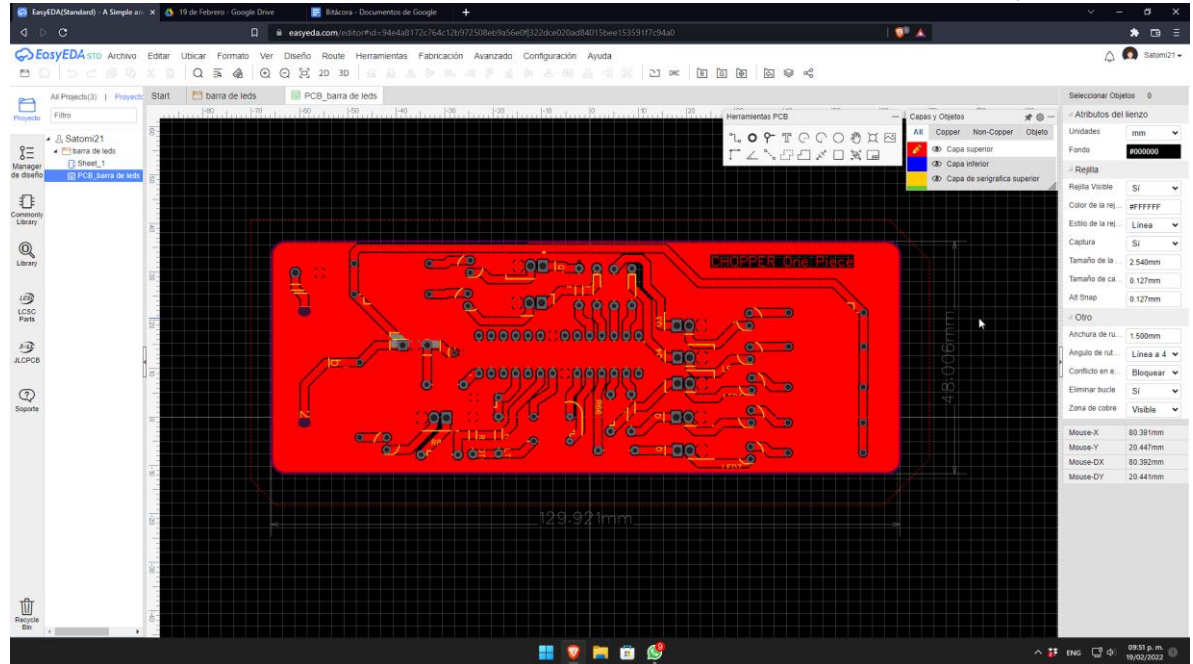 EasyEDA(Standard) - A Simple an
19 de Febrero - Google Drive
Bitácora - Documentos de Google
easyeda.com/editor#id=94e4a8172c764c12b972508eb9a56e0f|322dce020ad84015bee153591f7c94a0
EasyEDA STD Archivo Editar Ubicar Formato Ver Diseño Route Herramientas Fabricación Avanzado Configuración Ayuda
Satomi21
2D 3D
DRC
All Projects(3) | Proyecto
Start
barra de leds
PCB_barra de leds
Proyecto
Filtro
Satomi21
barra de leds
Sheet_1
PCB_barra de leds
Manager de diseño
Commonly Library
Library
LCSC Parts
JLCPCB
Soporte
Recycle Bin
Herramientas PCB
Capas y Objetos
All Copper Non-Copper Objeto
Capa superior
Capa inferior
Capa de serigrafica superior
CHOPPER One Piece
48.006mm
129.921mm
Seleccionar Objetos 0
Atributos del lienzo
Unidades mm
Fondo #000000
Rejilla
Rejilla Visible Sí
Color de la rej... #FFFFFF
Estilo de la rej... Línea
Captura Sí
Tamaño de la ... 2.540mm
Tamaño de ca... 0.127mm
Alt Snap 0.127mm
Otro
Anchura de ru... 1.500mm
Angulo de rut... Línea a 4
Conflicto en e... Bloquear
Eliminar bucle Sí
Zona de cobre Visible
Mouse-X 80.391mm
Mouse-Y 20.447mm
Mouse-DX 80.392mm
Mouse-DY 20.441mm
9
ENG
09:51 p. m.
19/02/2022